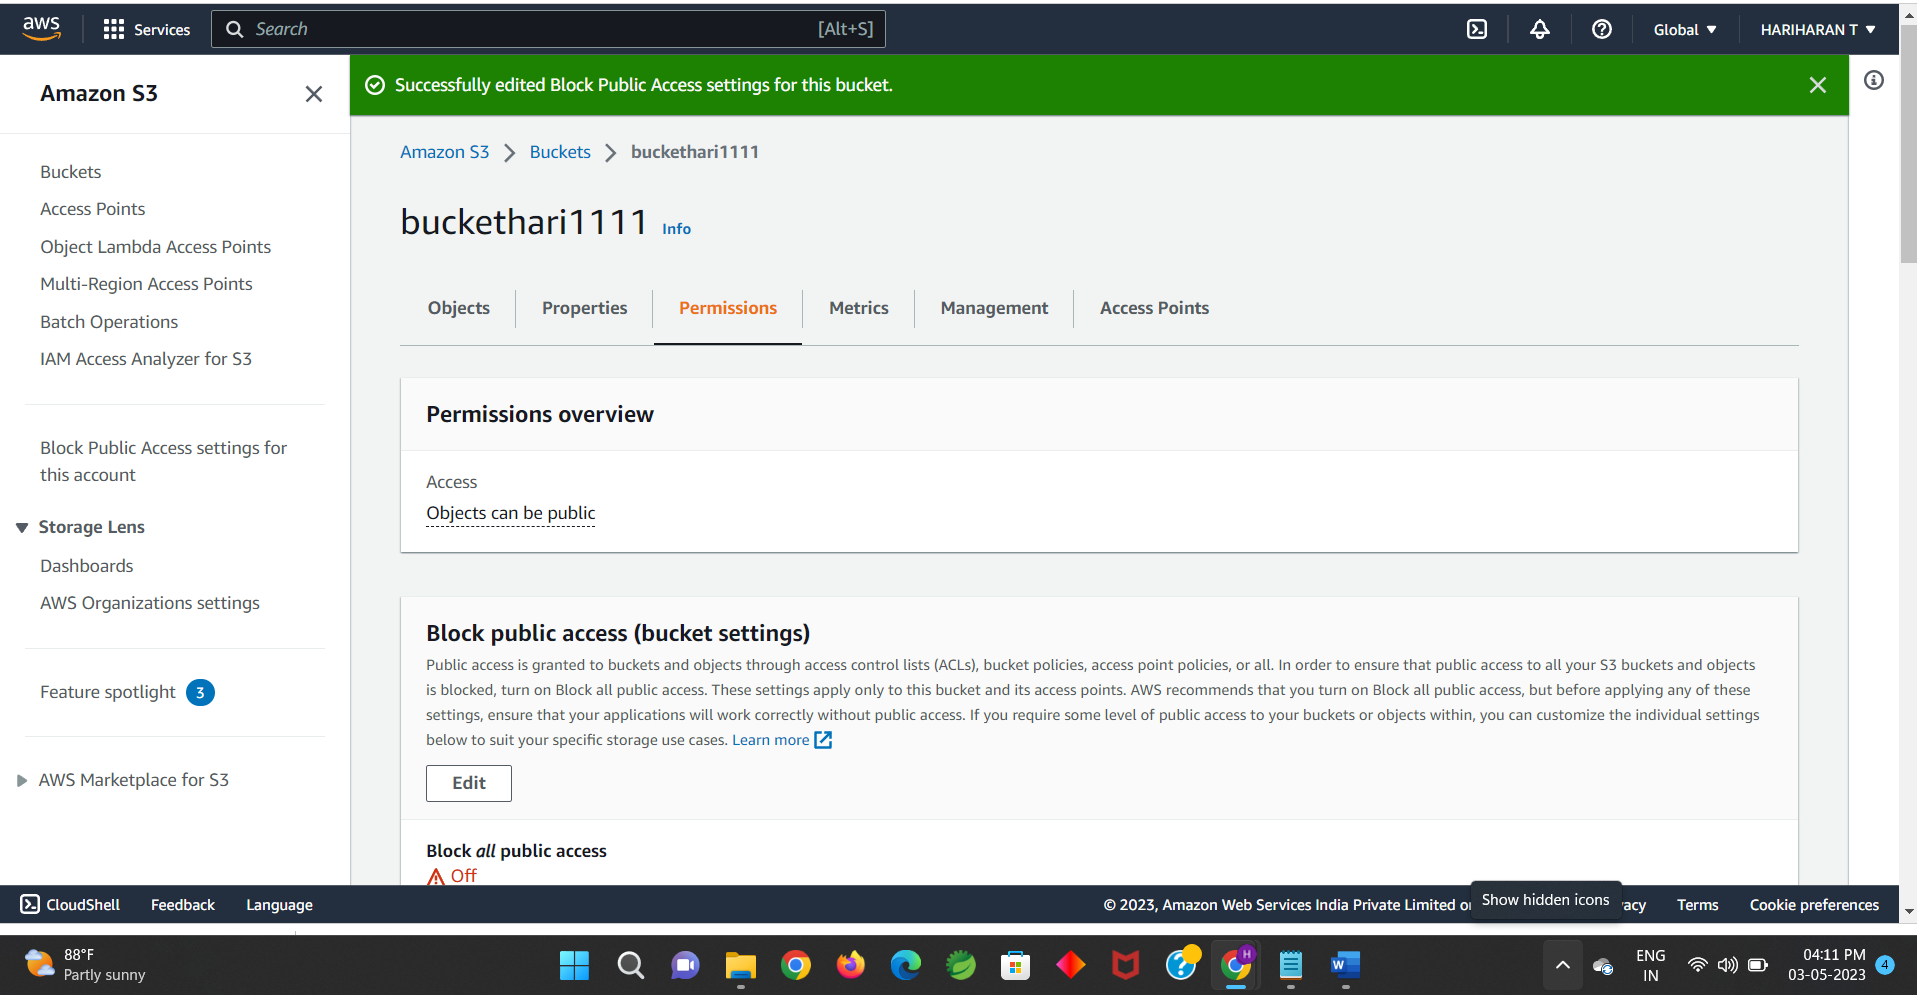 aws
Services
Search
[Alt+S]
Global
HARIHARAN T
Amazon S3
Buckets
Access Points
Object Lambda Access Points
Multi-Region Access Points
Batch Operations
IAM Access Analyzer for S3
Block Public Access settings for
this account
Storage Lens
Dashboards
AWS Organizations settings
Feature spotlight 3
AWS Marketplace for S3
Successfully edited Block Public Access settings for this bucket.
Amazon S3 > Buckets > buckethari1111
buckethari1111 Info
Objects
Properties
Permissions
Metrics
Management
Access Points
Permissions overview
Access
Objects can be public
Block public access (bucket settings)
Public access is granted to buckets and objects through access control lists (ACLs), bucket policies, access point policies, or all. In order to ensure that public access to all your S3 buckets and objects
is blocked, turn on Block all public access. These settings apply only to this bucket and its access points. AWS recommends that you turn on Block all public access, but before applying any of these
settings, ensure that your applications will work correctly without public access. If you require some level of public access to your buckets or objects within, you can customize the individual settings
below to suit your specific storage use cases. Learn more
Edit
Block all public access
Off
CloudShell
Feedback
Language
© 2023, Amazon Web Services India Private Limited o
Show hidden icons
acy
Terms
Cookie preferences
88°F
Partly sunny
H
W
ENG
IN
04:11 PM
03-05-2023
4